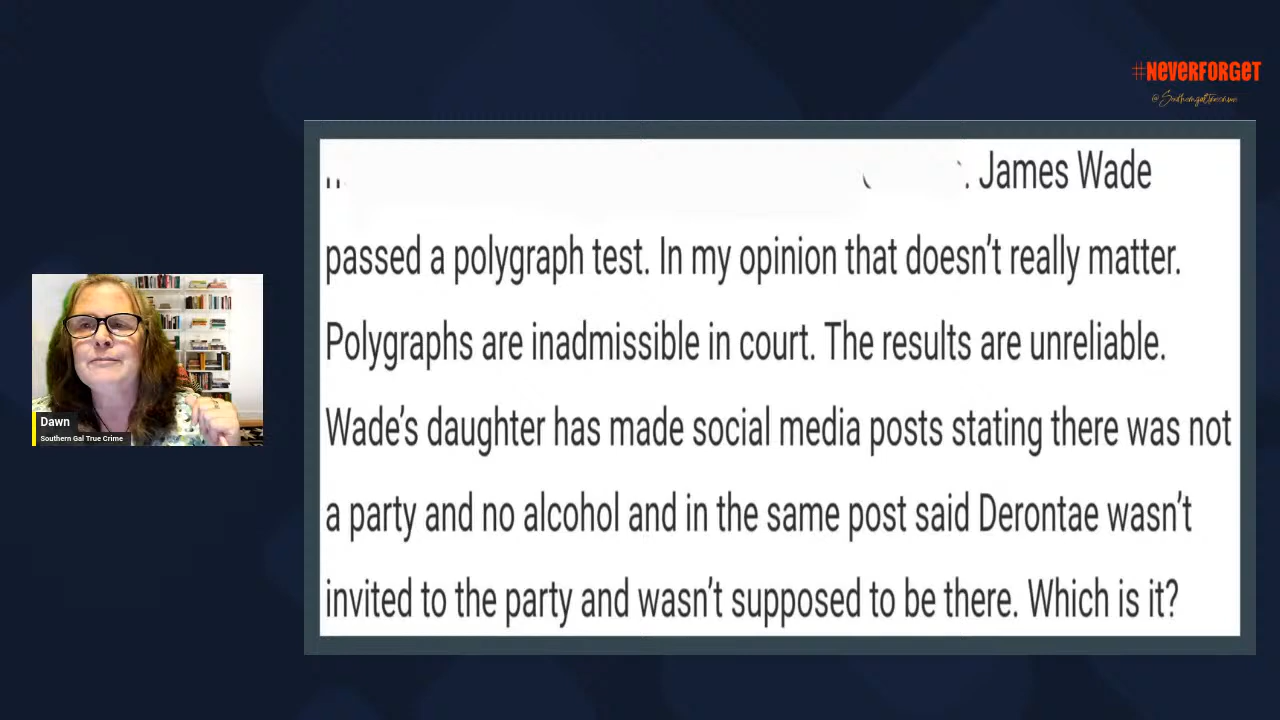 #NEVERFORGET
@Southerngaltruecrime
. James Wade
passed a polygraph test. In my opinion that doesn’t really matter.
Polygraphs are inadmissible in court. The results are unreliable.
Wade’s daughter has made social media posts stating there was not
a party and no alcohol and in the same post said Derontae wasn’t
invited to the party and wasn’t supposed to be there. Which is it?
Dawn
Southern Gal True Crime